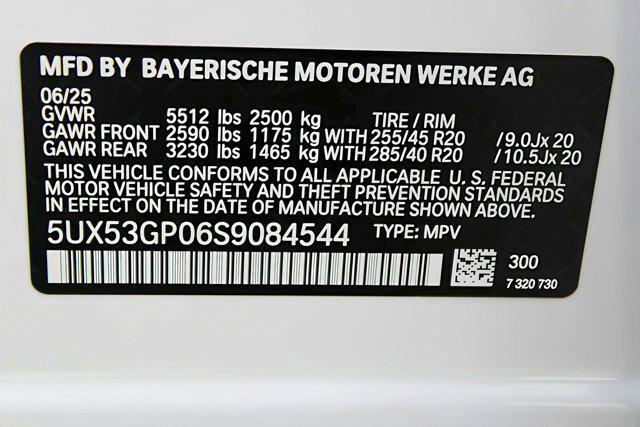 MFD BY BAYERISCHE MOTOREN WERKE AG
06/25
GVWR 5512 lbs 2500 kg TIRE / RIM
GAWR FRONT 2590 lbs 1175 kg WITH 255/45 R20 /9.0Jx 20
GAWR REAR 3230 lbs 1465 kg WITH 285/40 R20 /10.5Jx 20
THIS VEHICLE CONFORMS TO ALL APPLICABLE U. S. FEDERAL
MOTOR VEHICLE SAFETY AND THEFT PREVENTION STANDARDS
IN EFFECT ON THE DATE OF MANUFACTURE SHOWN ABOVE.
5UX53GP06S9084544 TYPE: MPV
300
7 320 730